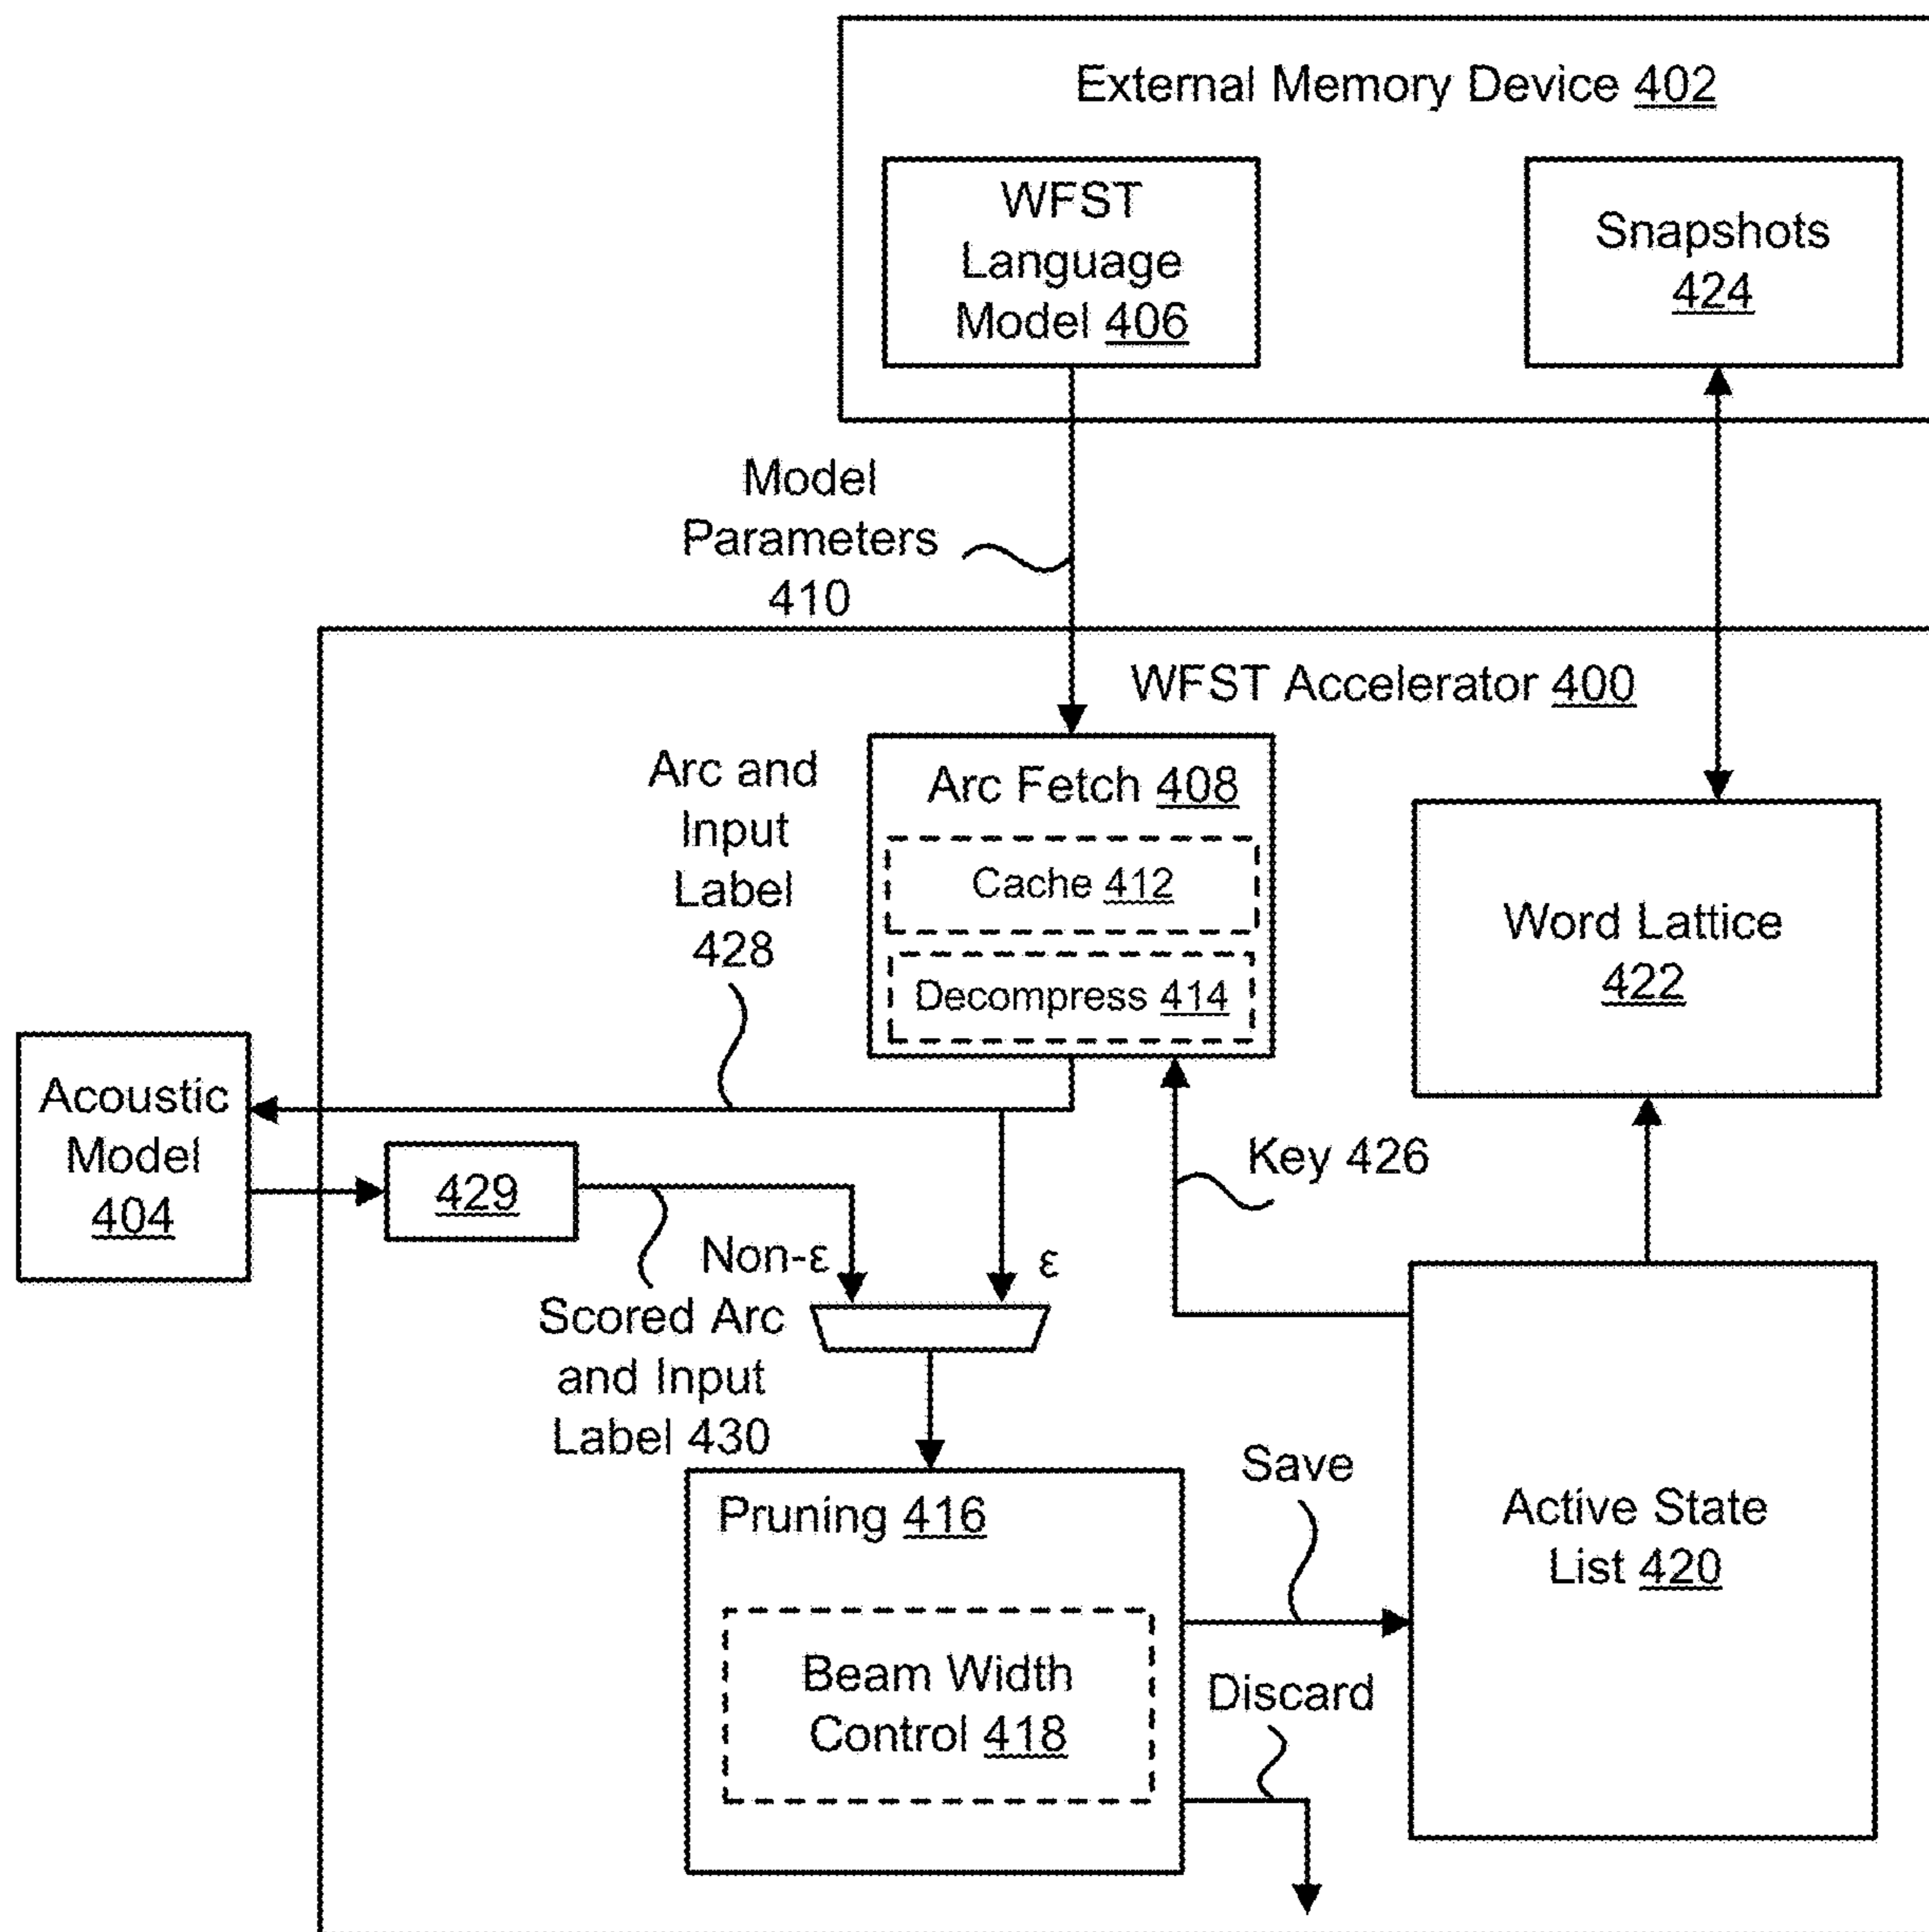 External Memory Device 402
WFST
Language
Model 406
Snapshots
424
Model
Parameters
410
WFST Accelerator 400
Arc and
Input
Label
428
Arc Fetch 408
Cache 412
Decompress 414
Word Lattice
422
Acoustic
Model
404
429
Key 426
Non-ε
ε
Scored Arc
and Input
Label 430
Pruning 416
Beam Width
Control 418
Save
Discard
Active State
List 420